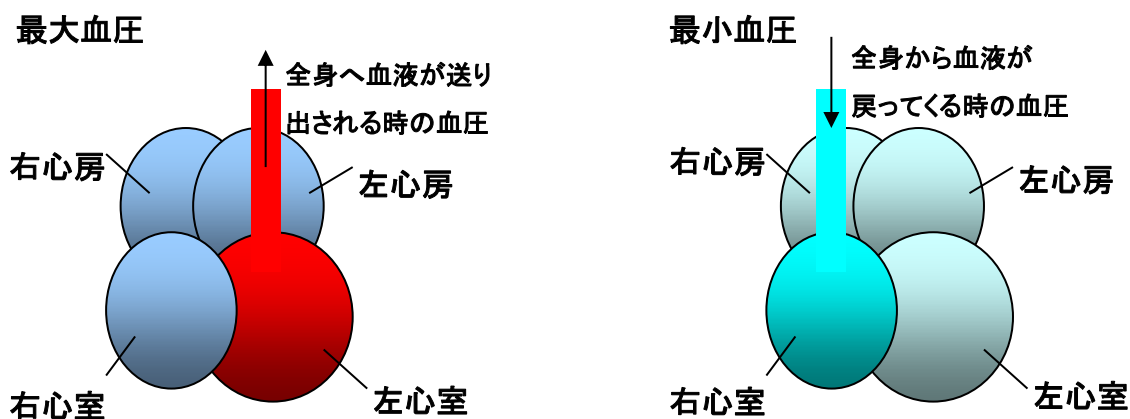 最大血圧
全身へ血液が送り
出される時の血圧
右心房
左心房
右心室
左心室
最小血圧
全身から血液が
戻ってくる時の血圧
右心房
左心房
右心室
左心室